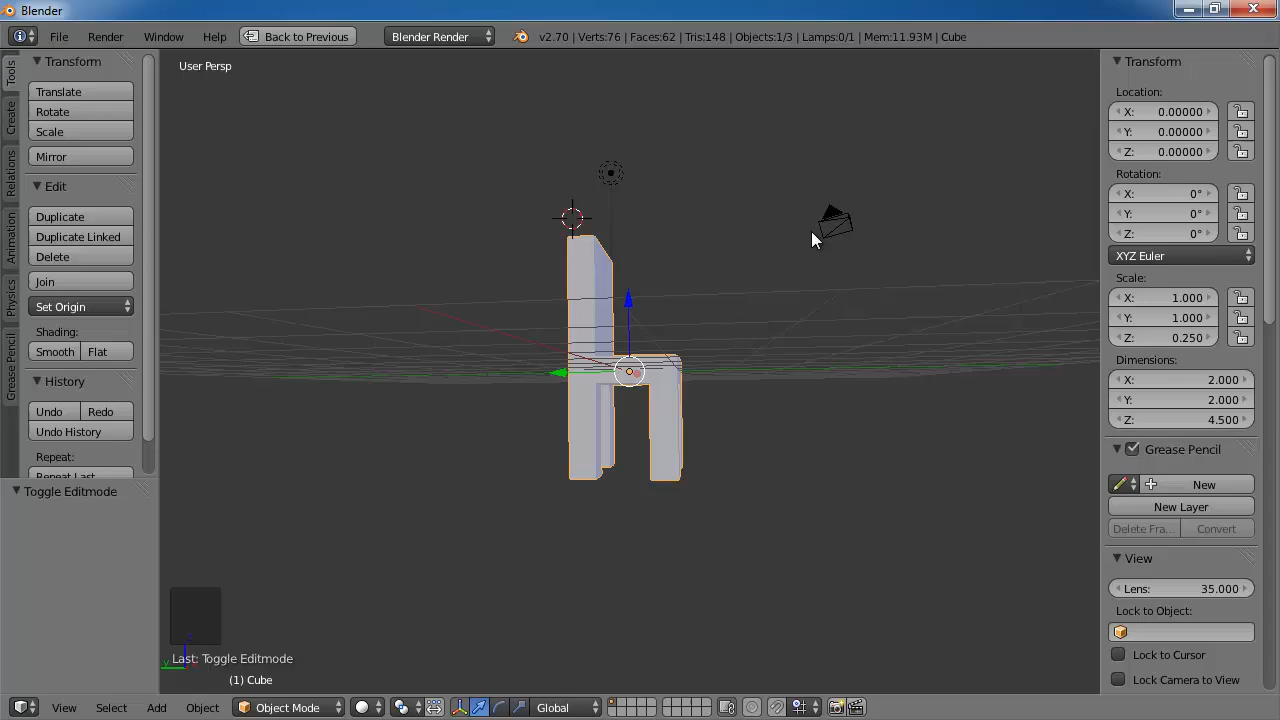 Blender
File Render Window Help Back to Previous Blender Render v2.70 | Verts:76 | Faces:62 | Tris:148 | Objects:1/3 | Lamps:0/1 | Mem:11.93M | Cube
Tools
Create
Relations
Animation
Physics
Grease Pencil
Transform
Translate
Rotate
Scale
Mirror
Edit
Duplicate
Duplicate Linked
Delete
Join
Set Origin
Shading:
Smooth Flat
History
Undo Redo
Undo History
Repeat:
Repeat Last
Toggle Editmode
User Persp
z
y
Last: Toggle Editmode
(1) Cube
Transform
Location:
X: 0.00000
Y: 0.00000
Z: 0.00000
Rotation:
X: 0°
Y: 0°
Z: 0°
XYZ Euler
Scale:
X: 1.000
Y: 1.000
Z: 0.250
Dimensions:
X: 2.000
Y: 2.000
Z: 4.500
Grease Pencil
New
New Layer
Delete Fra... Convert
View
Lens: 35.000
Lock to Object:
Lock to Cursor
Lock Camera to View
View Select Add Object Object Mode Global